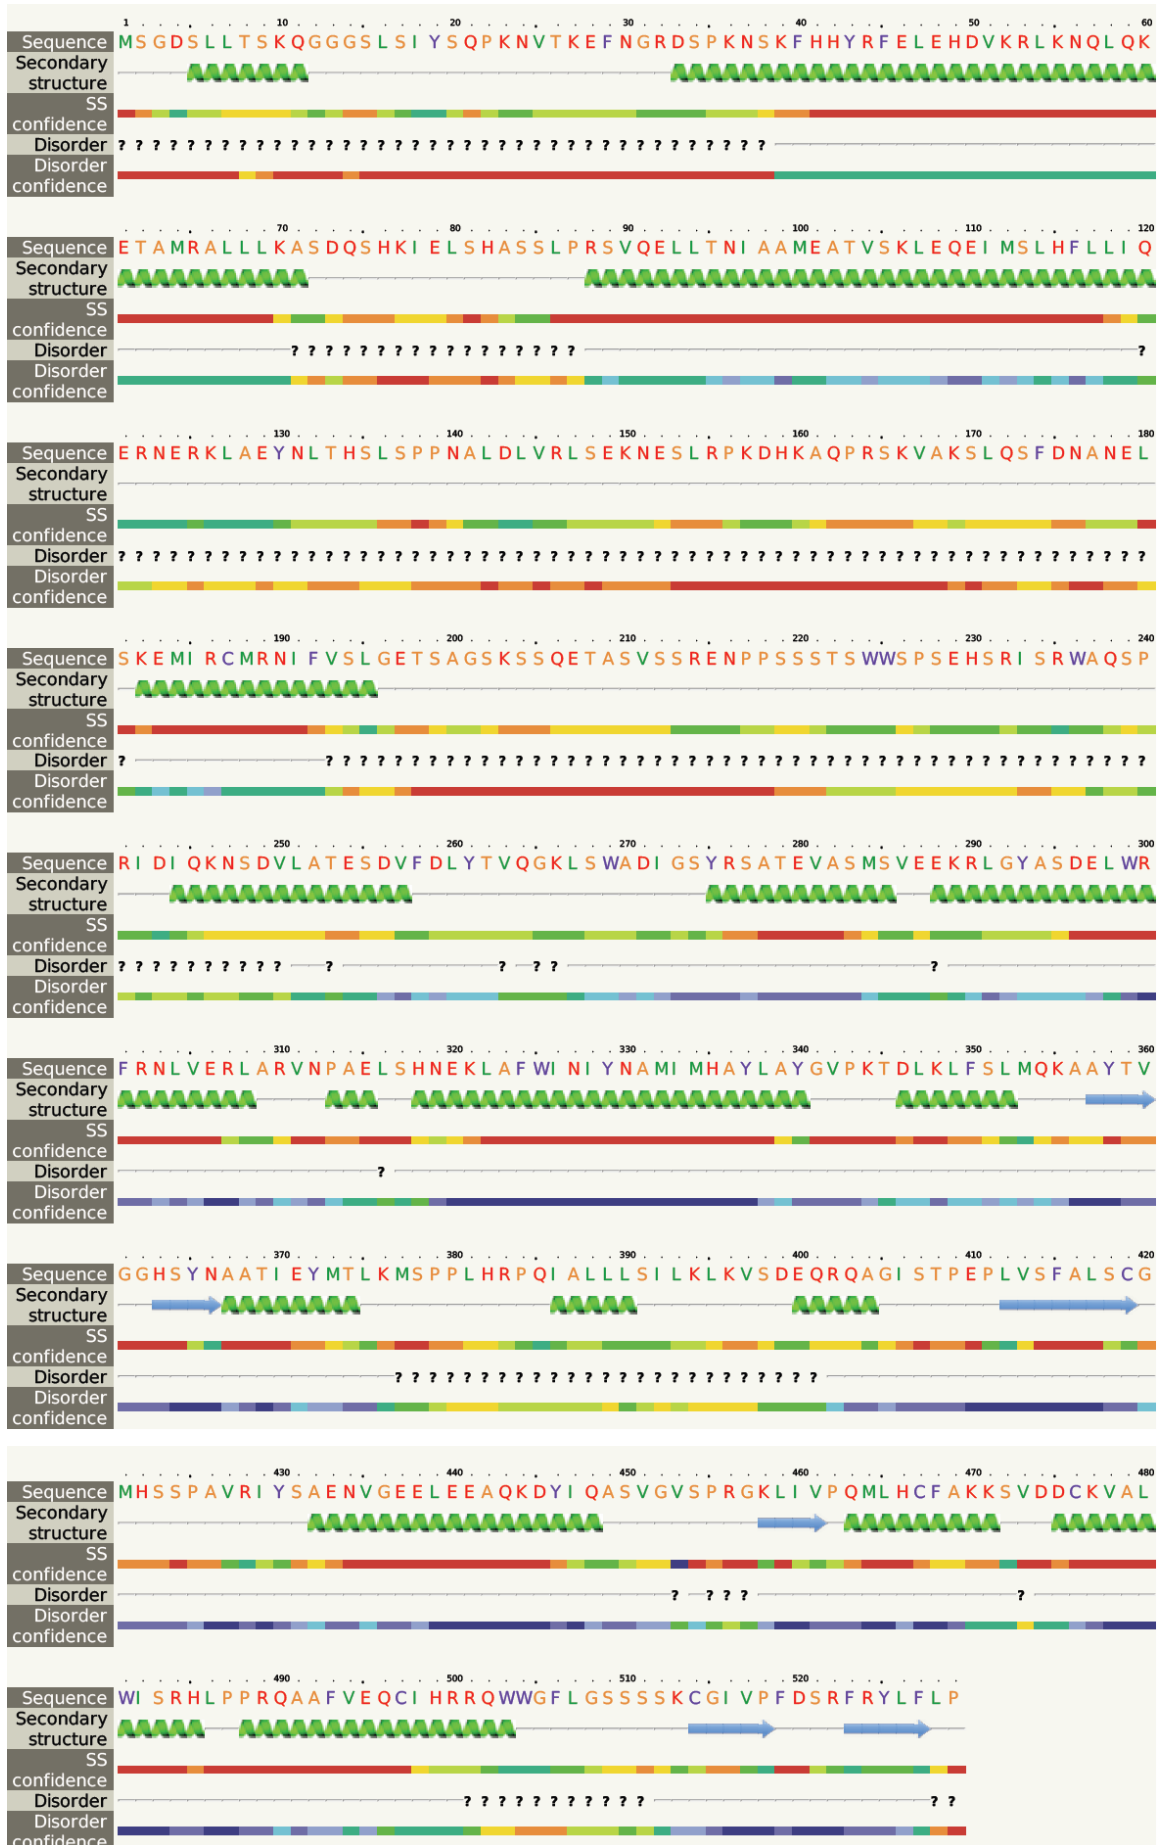 1 10 20 30 40 50 60
Sequence MSGDSLLTSKQGGGSLSIYSQPKNVTKEFNGRDSPKNSKFHHYRFELEHDVKRLKNQLQK
Secondary
structure
SS
confidence
Disorder ? ? ? ? ? ? ? ? ? ? ? ? ? ? ? ? ? ? ? ? ? ? ? ? ? ? ? ? ? ? ? ? ? ? ? ? ? ?
Disorder
confidence
70 80 90 100 110 120
Sequence ETAMRALLLKASDQSHKIELSHASSLPRSVQELLTNIAAMEATVSKLEQEIMSLHFLLIQ
Secondary
structure
SS
confidence
Disorder ? ? ? ? ? ? ? ? ? ? ? ? ? ? ? ? ? ?
Disorder
confidence
130 140 150 160 170 180
Sequence ERNERKLAEYNLTHSLSPPNALDLVRLSEKNESLRPKDHKAQPRSKVAKSLQSFDNANEL
Secondary
structure
SS
confidence
Disorder ? ? ? ? ? ? ? ? ? ? ? ? ? ? ? ? ? ? ? ? ? ? ? ? ? ? ? ? ? ? ? ? ? ? ? ? ? ? ? ? ? ? ? ? ? ? ? ? ? ? ? ? ? ? ? ? ? ? ? ?
Disorder
confidence
190 200 210 220 230 240
Sequence SKEMIRCMRNIFVSLGETSAGSKSSQETASVSSRENPPSSSTSWWSPSEHSRISRWAQSP
Secondary
structure
SS
confidence
Disorder ? ? ? ? ? ? ? ? ? ? ? ? ? ? ? ? ? ? ? ? ? ? ? ? ? ? ? ? ? ? ? ? ? ? ? ? ? ? ? ? ? ? ? ? ? ? ? ? ?
Disorder
confidence
250 260 270 280 290 300
Sequence RIDIQKNSDVLATESDVFDLYTVQGKLSWADIGSYRSATEVASMSVEEKRLGYASDELWR
Secondary
structure
SS
confidence
Disorder ? ? ? ? ? ? ? ? ? ? ? ? ? ? ?
Disorder
confidence
310 320 330 340 350 360
Sequence FRNLVERLARVNPAELSHNEKLAFWINIYNAMIMHAYLAYGVPKTDLKLFSLMQKAAYTV
Secondary
structure
SS
confidence
Disorder ?
Disorder
confidence
370 380 390 400 410 420
Sequence GGHSYNAATIEYMTLKMSPPLHRPQIALLLSILKLKVSDEQRQAGISTPEPLVSFALSCG
Secondary
structure
SS
confidence
Disorder ? ? ? ? ? ? ? ? ? ? ? ? ? ? ? ? ? ? ? ? ? ? ? ? ?
Disorder
confidence
430 440 450 460 470 480
Sequence MHSSPAVRIYSAENVGEELEEAQKDYIQASVGVSPRGKLIVPQMLHCFAKKSVDDCKVAL
Secondary
structure
SS
confidence
Disorder ? ? ? ? ?
Disorder
confidence
490 500 510 520
Sequence WISRHLPPRQAAFVEQCIHRRQWWGFLGSSSSKCGIVPFDSRFRYLFLP
Secondary
structure
SS
confidence
Disorder ? ? ? ? ? ? ? ? ? ? ? ? ?
Disorder
confidence